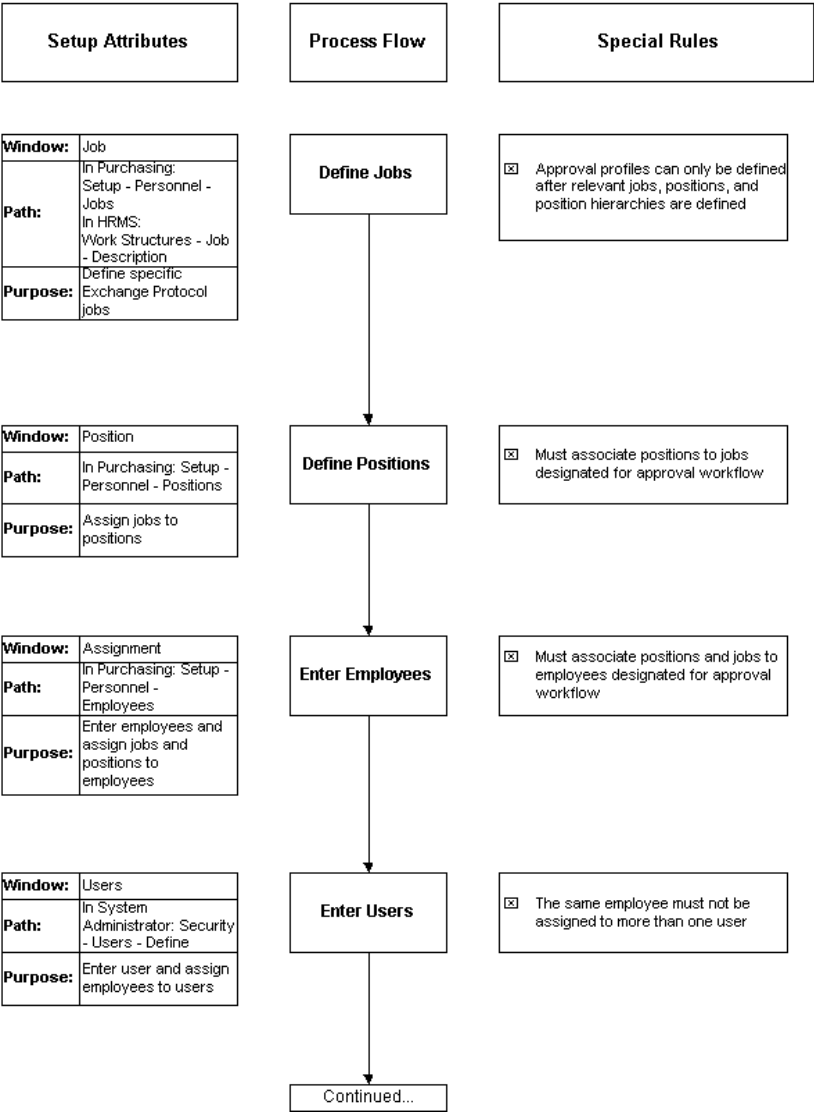 Setup Attributes
Process Flow
Special Rules
Window: Job
Path:
In Purchasing:
Setup - Personnel -
Jobs
In HRMS:
Work Structures - Job
- Description
Purpose:
Define specific
Exchange Protocol
jobs
Define Jobs
Approval profiles can only be defined
after relevant jobs, positions, and
position hierarchies are defined
Window: Position
Path:
In Purchasing: Setup -
Personnel - Positions
Purpose:
Assign jobs to
positions
Define Positions
Must associate positions to jobs
designated for approval workflow
Window: Assignment
Path:
In Purchasing: Setup -
Personnel -
Employees
Purpose:
Enter employees and
assign jobs and
positions to
employees
Enter Employees
Must associate positions and jobs to
employees designated for approval
workflow
Window: Users
Path:
In System
Administrator: Security
- Users - Define
Purpose:
Enter user and assign
employees to users
Enter Users
The same employee must not be
assigned to more than one user
Continued...